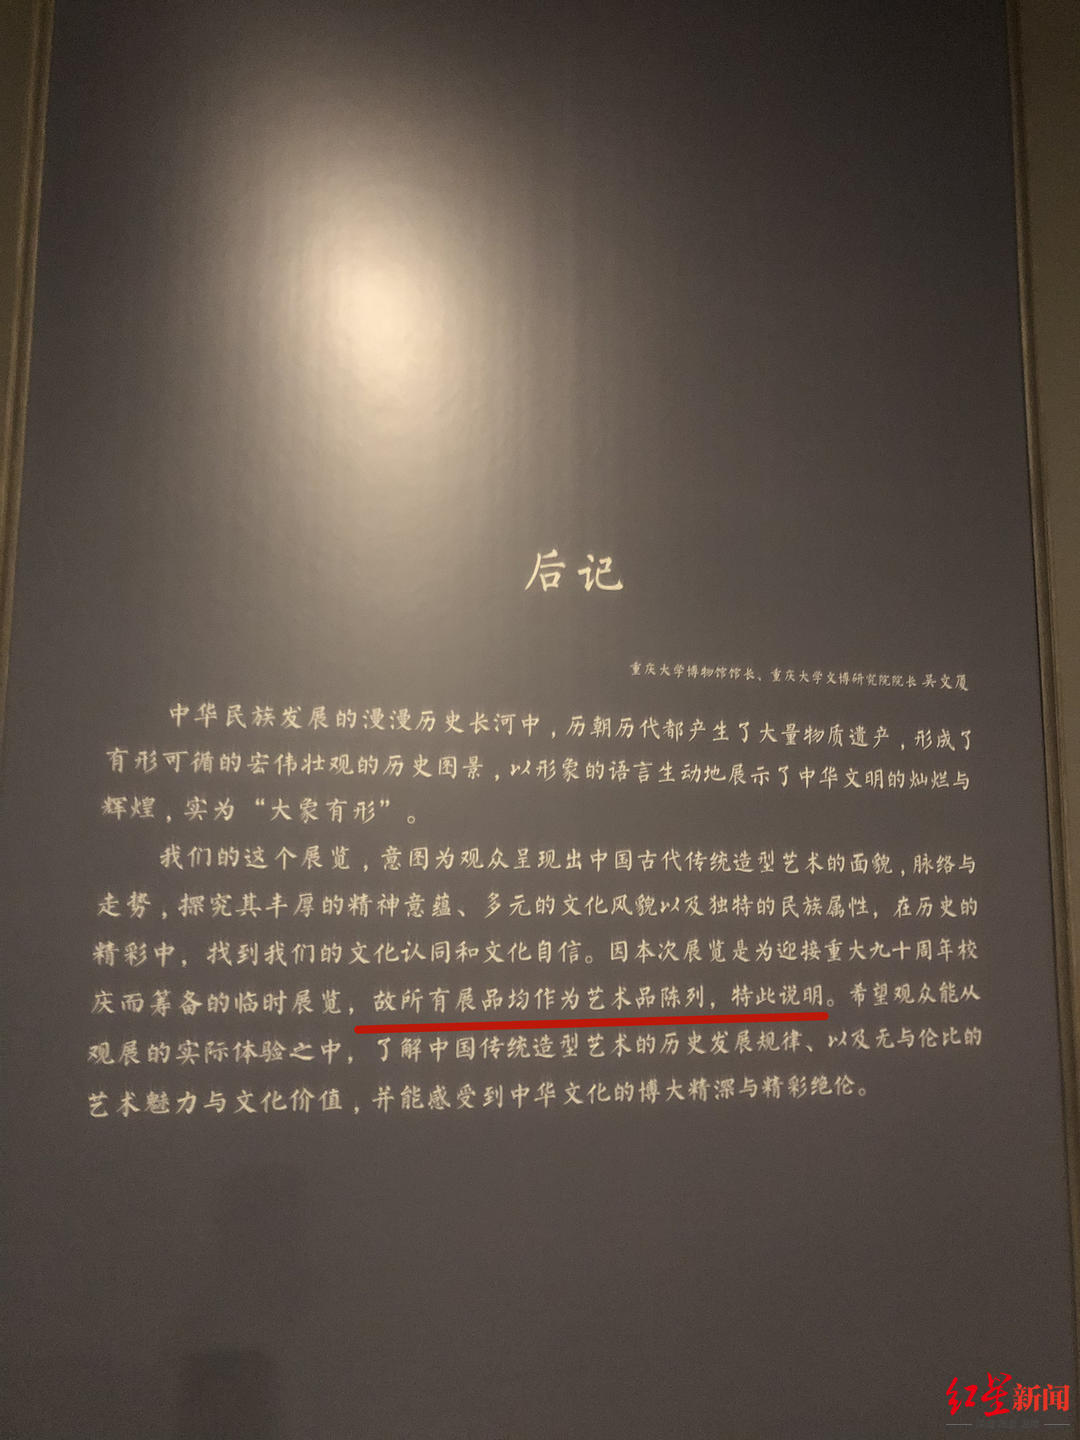 后记
重庆大学博物馆馆长、重庆大学文博研究院院长 吴文厦
中华民族发展的漫漫历史长河中，历朝历代都产生了大量物质遗产，形成了
有形可循的宏伟壮观的历史图景，以形象的语言生动地展示了中华文明的灿烂与
辉煌，实为“大象有形”。
我们的这个展览，意图为观众呈现出中国古代传统造型艺术的面貌，脉络与
走势，探究其丰厚的精神意蕴、多元的文化风貌以及独特的民族属性，在历史的
精彩中，找到我们的文化认同和文化自信。因本次展览是为迎接重大九十周年校
庆而筹备的临时展览，故所有展品均作为艺术品陈列，特此说明。希望观众能从
观展的实际体验之中，了解中国传统造型艺术的历史发展规律、以及无与伦比的
艺术魅力与文化价值，并能感受到中华文化的博大精深与精彩绝伦。
红星新闻